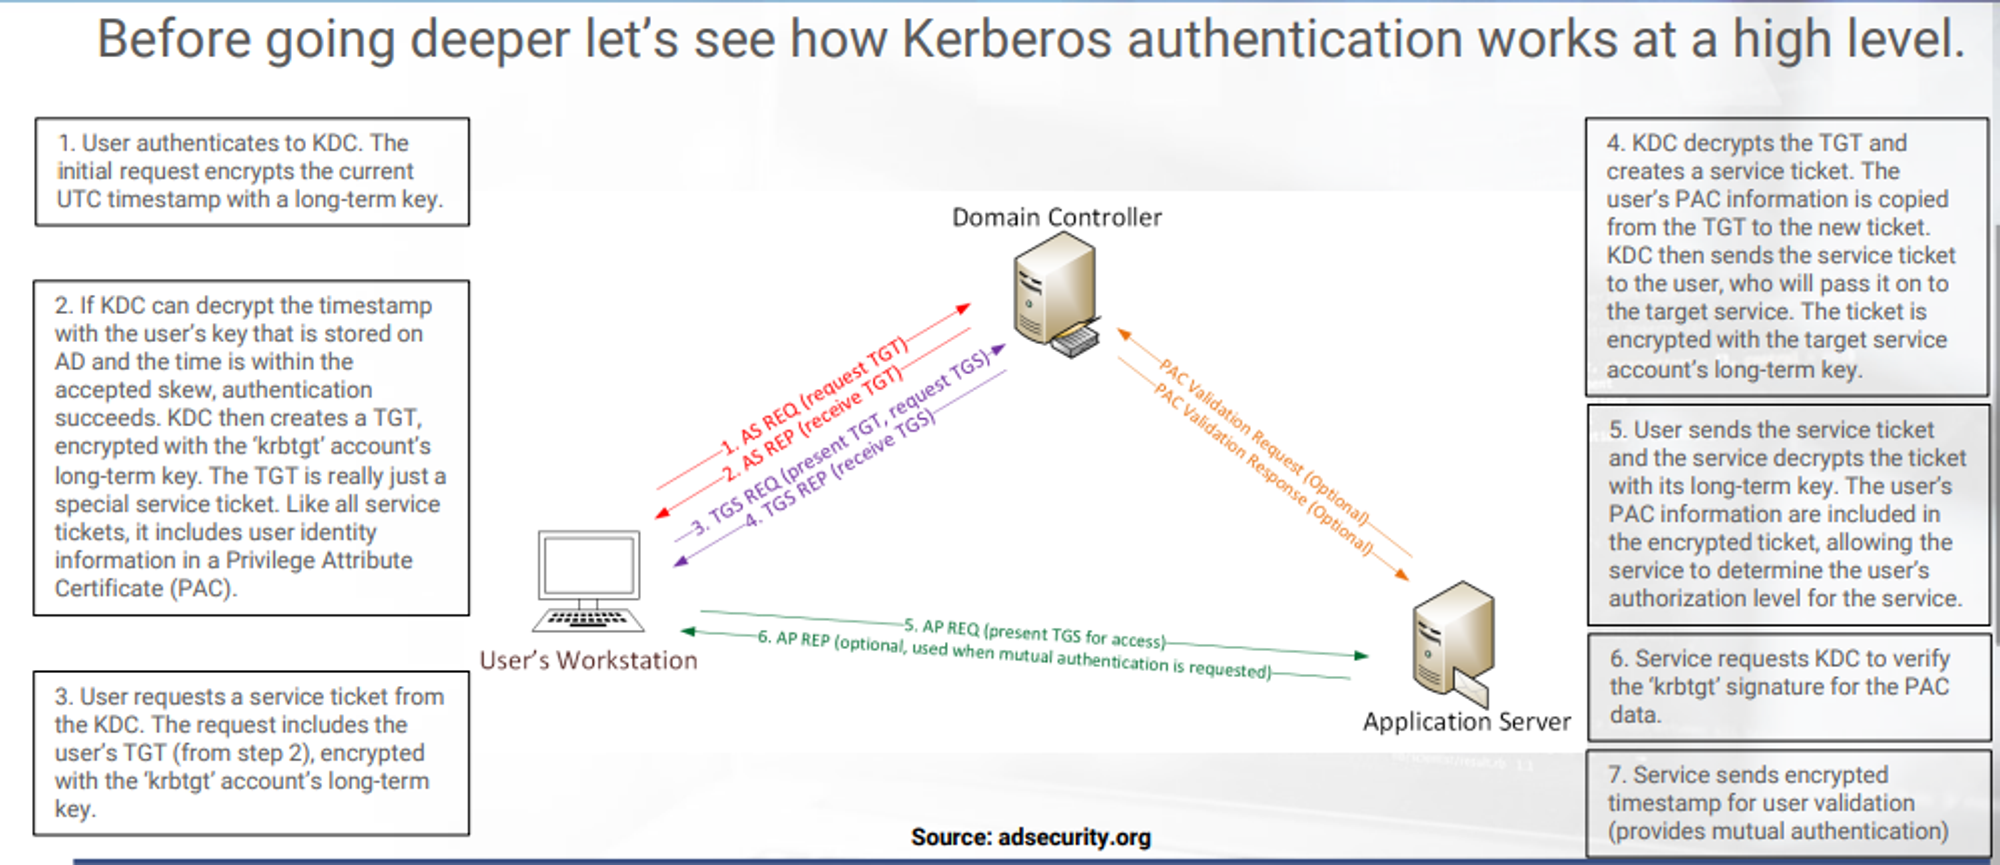 Before going deeper let's see how Kerberos authentication works at a high level.
1. User authenticates to KDC. The
initial request encrypts the current
UTC timestamp with a long-term key.
2. If KDC can decrypt the timestamp
with the user's key that is stored on
AD and the time is within the
accepted skew, authentication
succeeds. KDC then creates a TGT,
encrypted with the 'krbtgt' account's
long-term key. The TGT is really just a
special service ticket. Like all service
tickets, it includes user identity
information in a Privilege Attribute
Certificate (PAC).
3. User requests a service ticket from
the KDC. The request includes the
user's TGT (from step 2), encrypted
with the 'krbtgt' account's long-term
key.
Domain Controller
1. AS REQ (request TGT)
2. AS REP (receive TGT)
3. TGS REQ (present TGT, request TGS)
4. TGS REP (receive TGS)
PAC Validation Request (Optional)
PAC Validation Response (Optional)
5. AP REQ (present TGS for access)
6. AP REP (optional, used when mutual authentication is requested)
User's Workstation
Application Server
Source: adsecurity.org
4. KDC decrypts the TGT and
creates a service ticket. The
user's PAC information is copied
from the TGT to the new ticket.
KDC then sends the service ticket
to the user, who will pass it on to
the target service. The ticket is
encrypted with the target service
account's long-term key.
5. User sends the service ticket
and the service decrypts the ticket
with its long-term key. The user's
PAC information are included in
the encrypted ticket, allowing the
service to determine the user's
authorization level for the service.
6. Service requests KDC to verify
the 'krbtgt' signature for the PAC
data.
7. Service sends encrypted
timestamp for user validation
(provides mutual authentication)